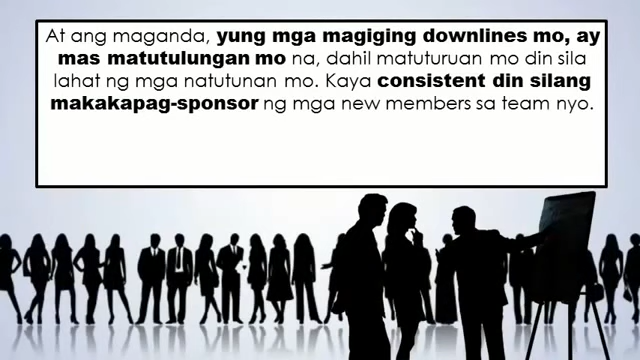 At ang maganda, yung mga magiging downlines mo, ay
mas matutulungan mo na, dahil matuturuan mo din sila
lahat ng mga natutunan mo. Kaya consistent din silang
makakapag-sponsor ng mga new members sa team nyo.